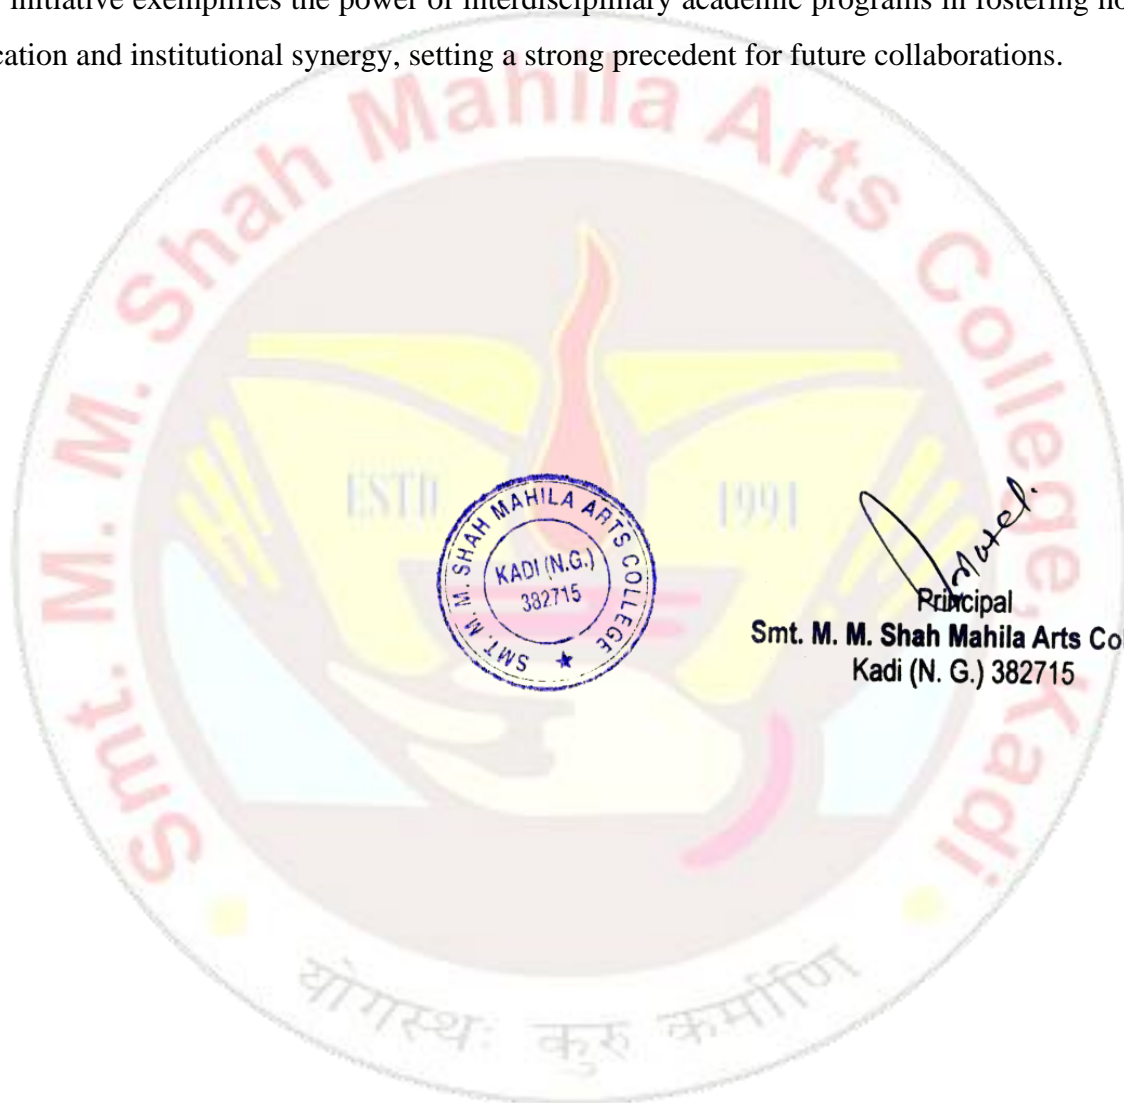 initiative exemplifies the power of interdisciplinary academic programs in fostering
and institutional synergy, setting a strong precedent for future collaborations.
Smt. M. M. Shah Mahila Arts College, Kadi
ESTD 1991
SMT. M. M. SHAH MAHILA ARTS COLLEGE
KADI (N.G.)
382715
Patel.
Principal
Smt. M. M. Shah Mahila Arts Co
Kadi (N. G.) 382715
योगस्थः कुरु कर्माणि